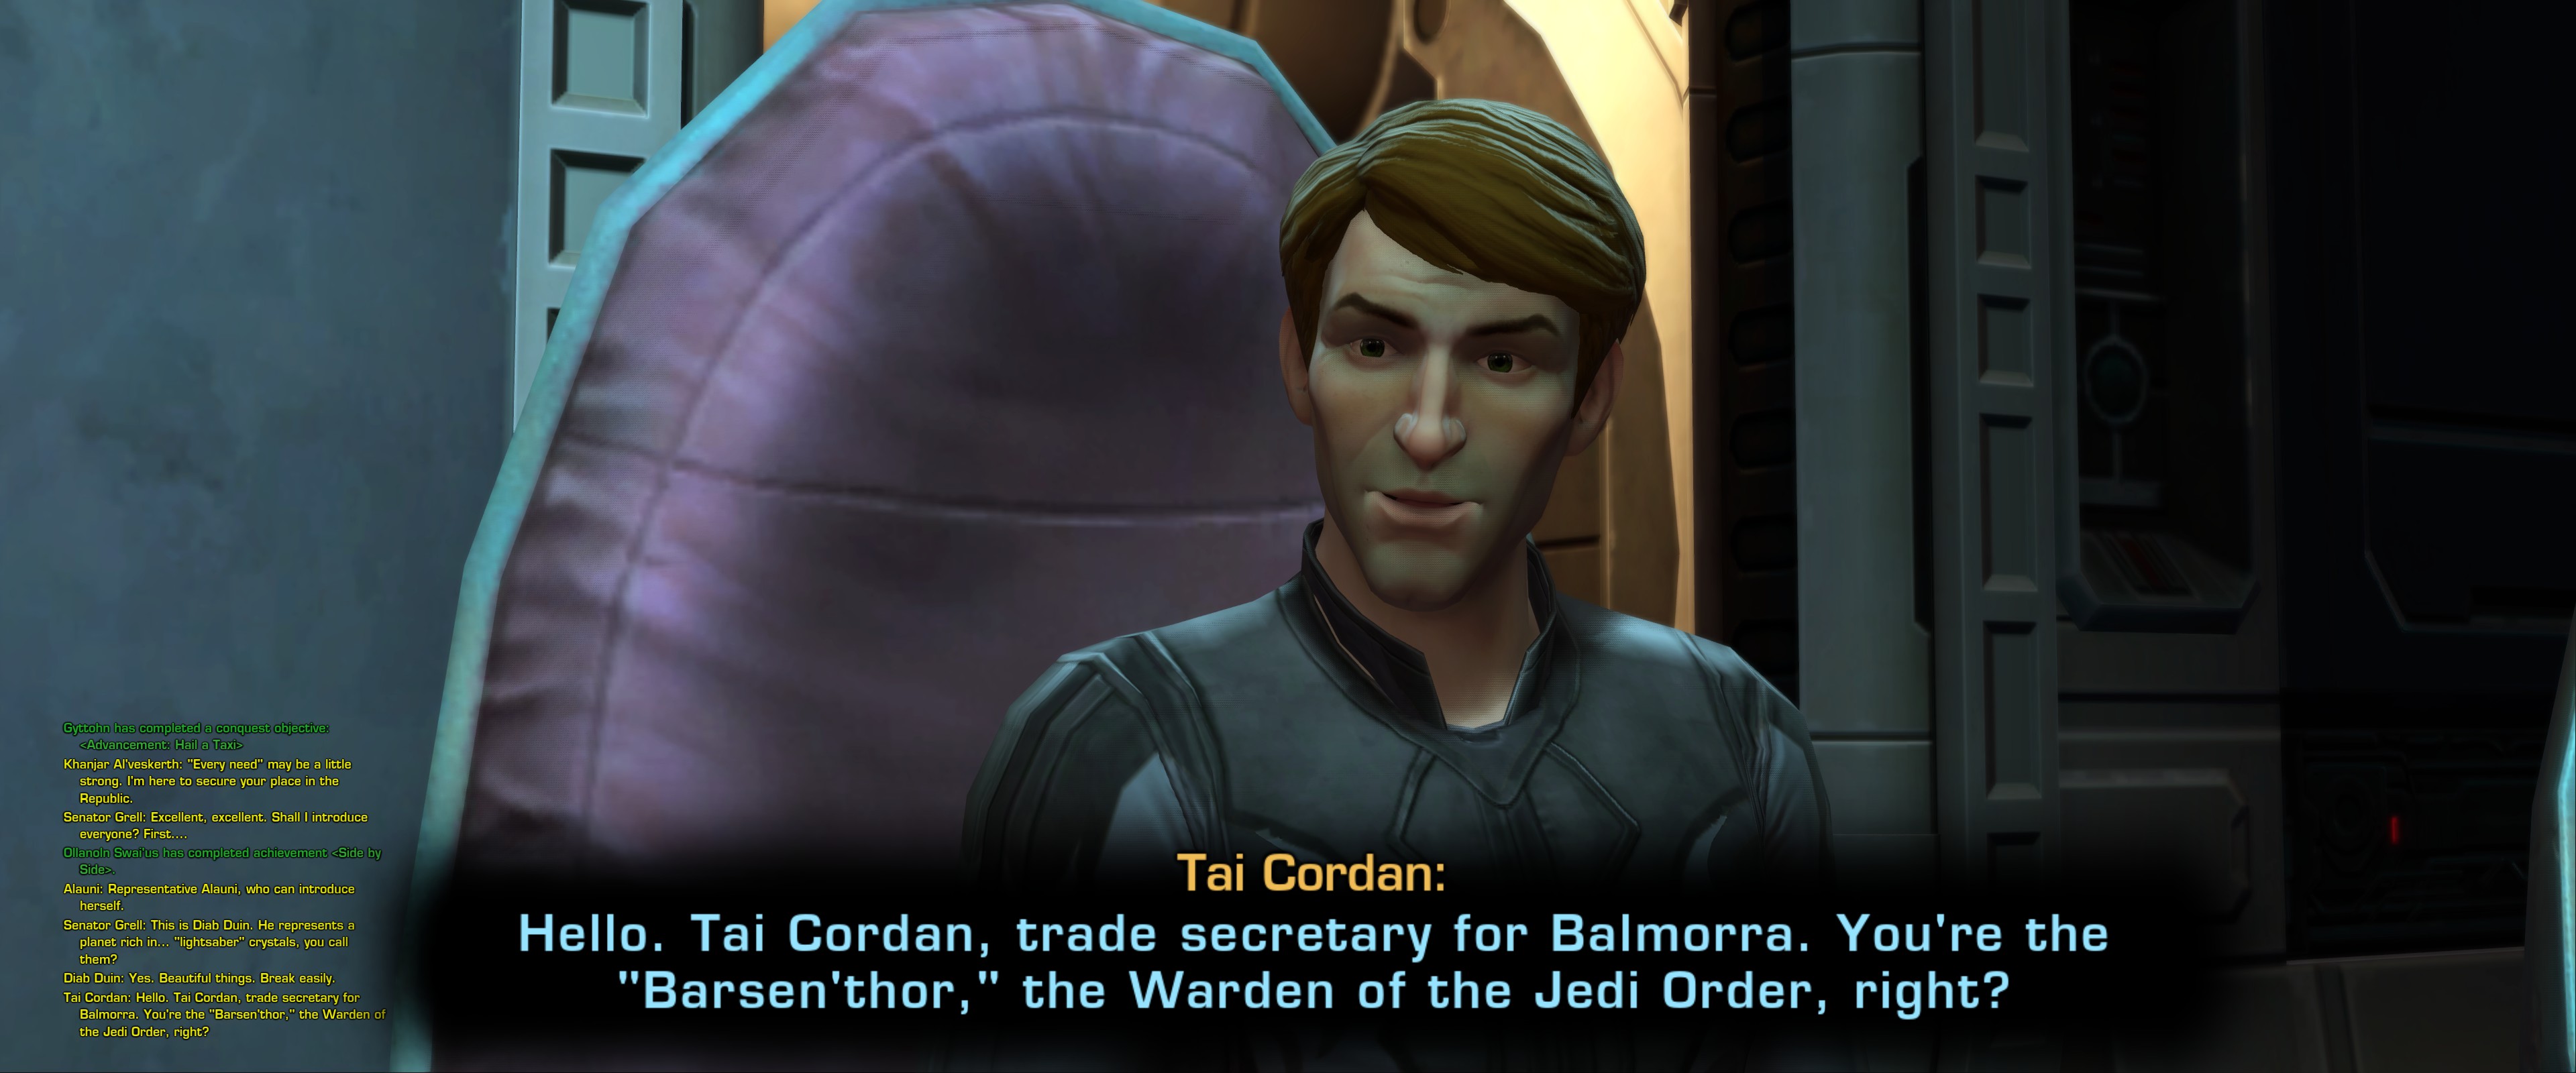 Gyttohn has completed a conquest objective:
<Advancement: Hail a Taxi>
Khanjar Al'veskerth: "Every need" may be a little
strong. I'm here to secure your place in the
Republic.
Senator Grell: Excellent, excellent. Shall I introduce
everyone? First....
Ollanoln Swai'us has completed achievement <Side by
Side>.
Alauni: Representative Alauni, who can introduce
herself.
Senator Grell: This is Diab Duin. He represents a
planet rich in... "lightsaber" crystals, you call
them?
Diab Duin: Yes. Beautiful things. Break easily.
Tai Cordan: Hello. Tai Cordan, trade secretary for
Balmorra. You're the "Barsen'thor," the Warden of
the Jedi Order, right?
Tai Cordan:
Hello. Tai Cordan, trade secretary for Balmorra. You're the
"Barsen'thor," the Warden of the Jedi Order, right?